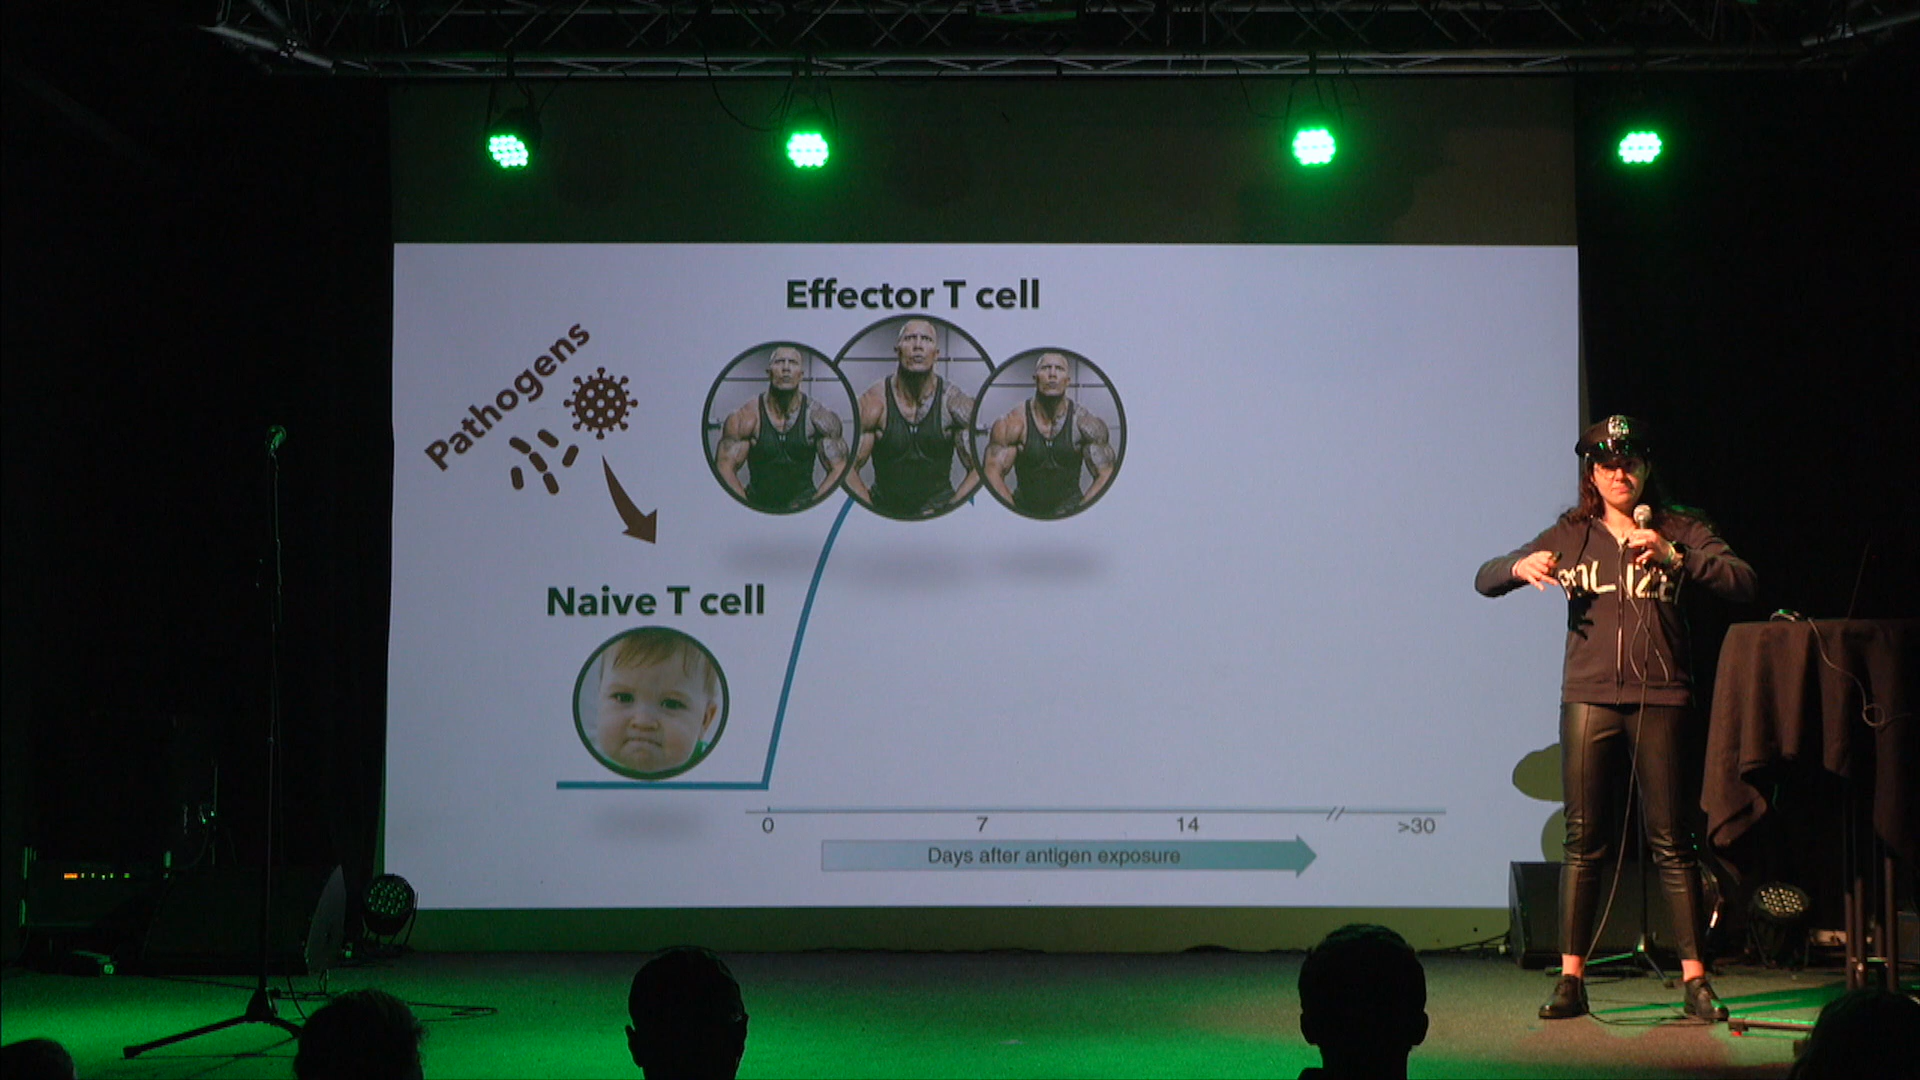 Effector T cell
Pathogens
Naive T cell
0 7 14 >30
Days after antigen exposure